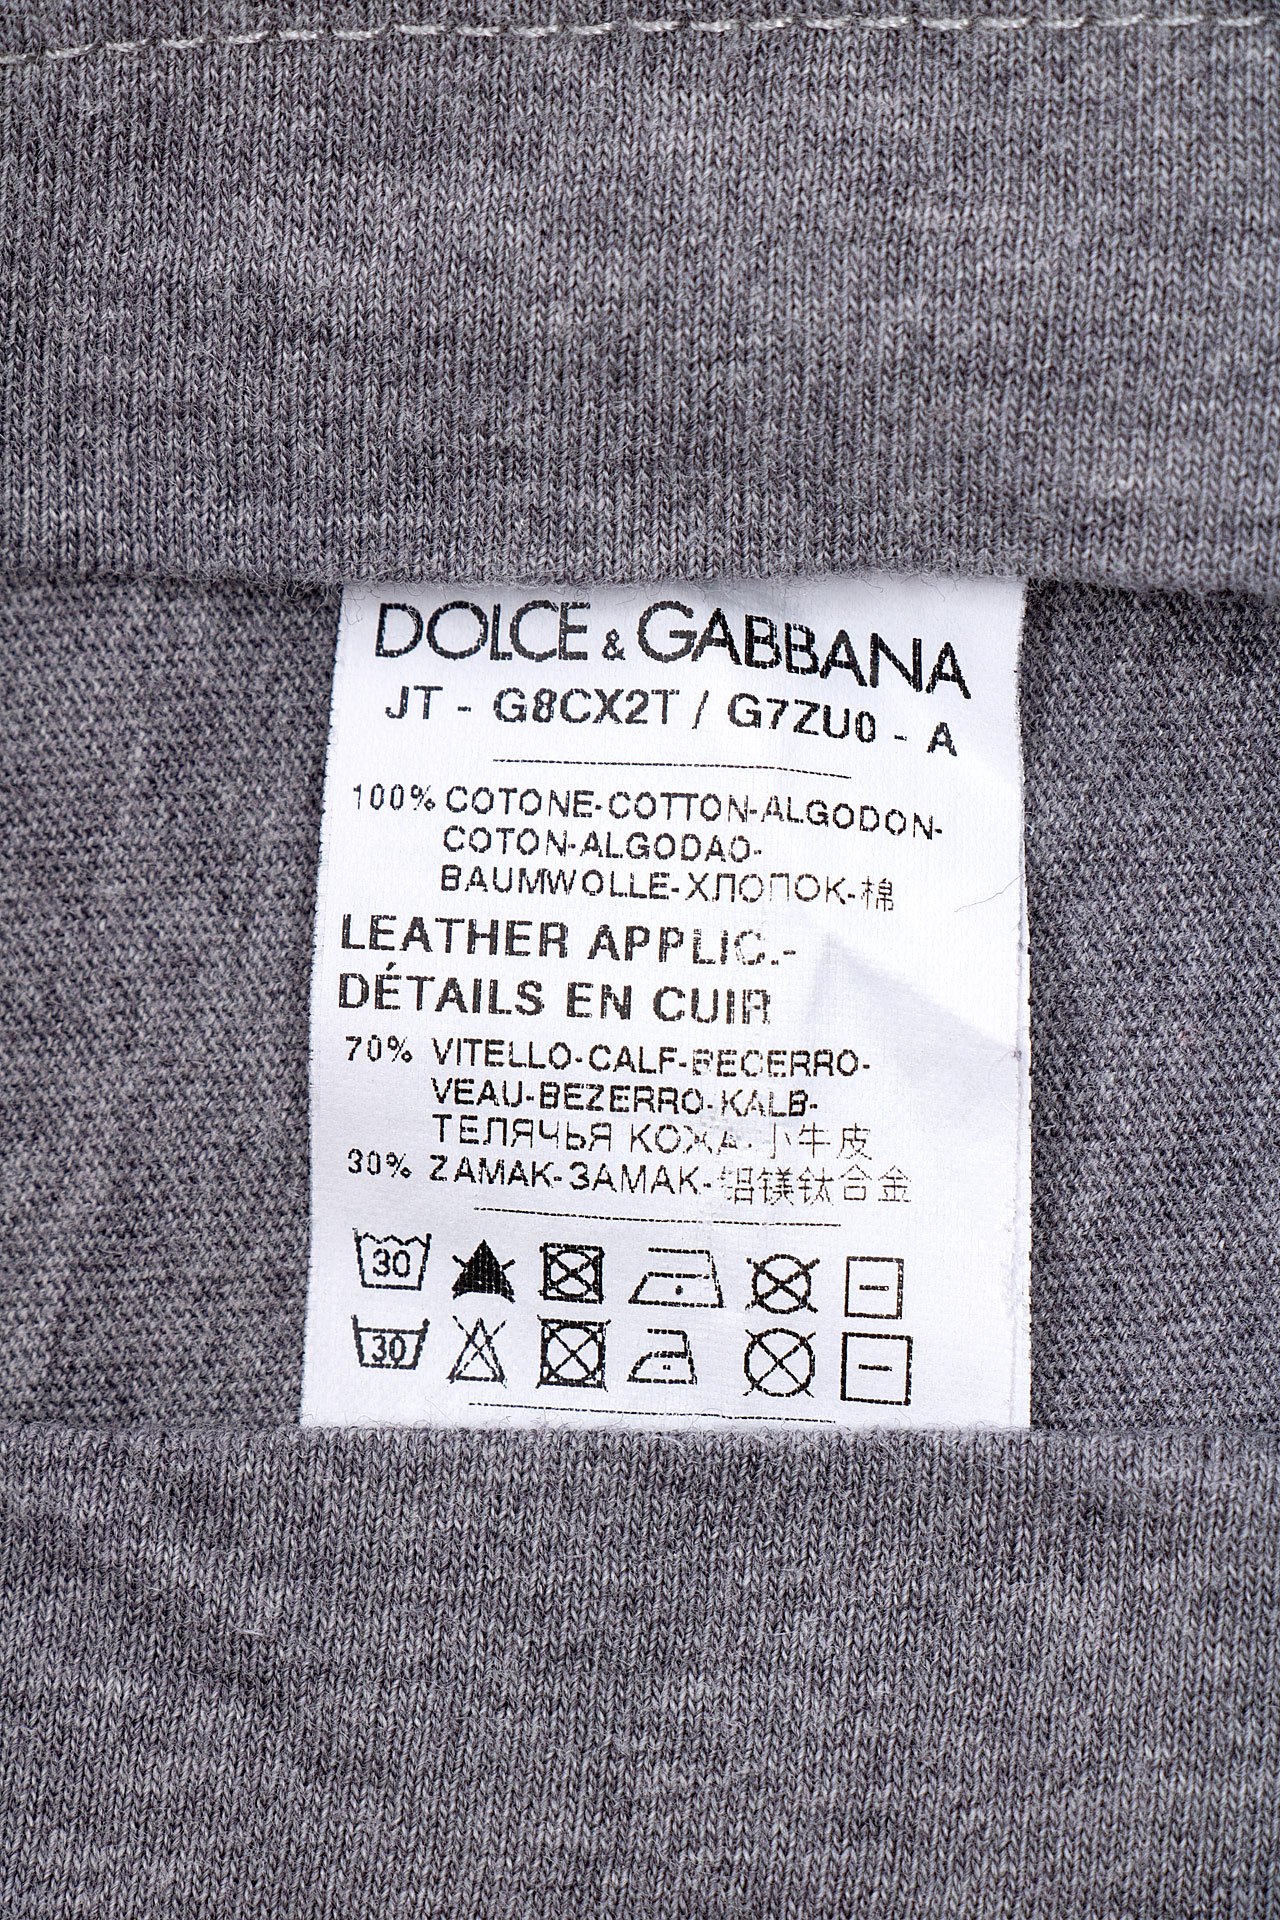 DOLCE & GABBANA
JT - G8CX2T / G7ZU0 - A
100% COTONE-COTTON-ALGODON-
COTON-ALGODAO-
BAUMWOLLE-ХЛОПОК-棉
LEATHER APPLIC.-
DÉTAILS EN CUIR
70% VITELLO-CALF-BECERRO-
VEAU-BEZERRO-KALB-
ТЕЛЯЧЬЯ КОЖА-小牛皮
30% ZAMAK-ЗАМАК-铝镁钛合金
30
30